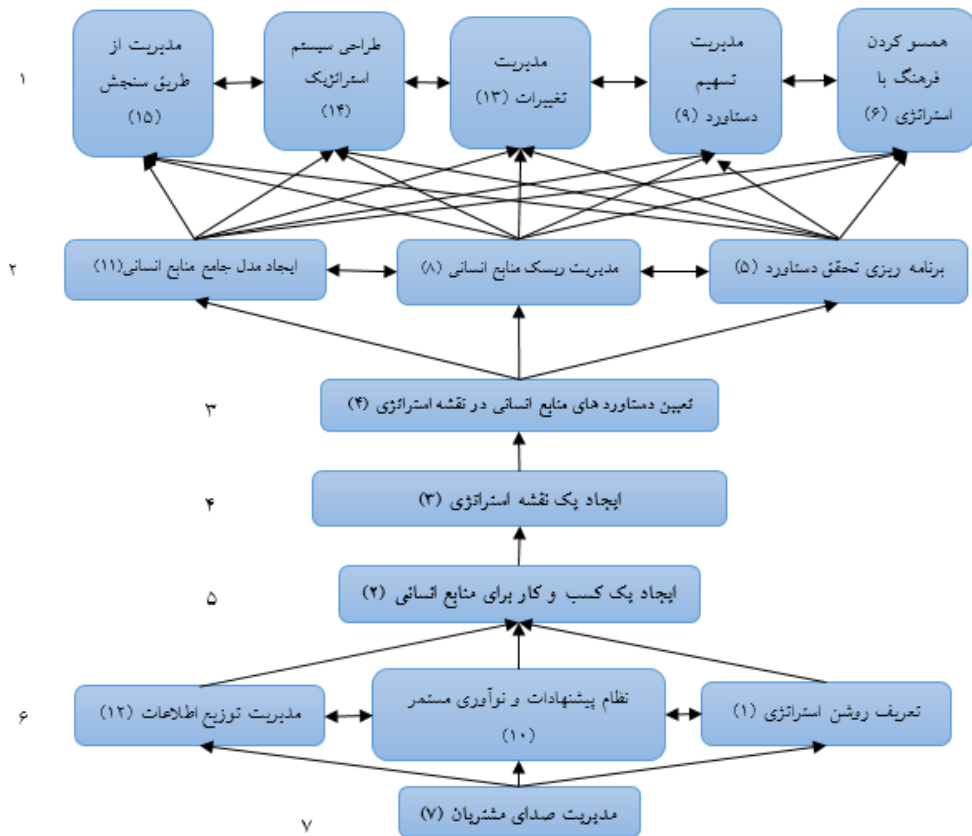 همسو کردن
فرهنگ با
استراتژی (۶)
مدیریت
تسهیم
دستاورد (۹)
مدیریت
تغییرات (۱۳)
طراحی سیستم
استراتژیک
(۱۴)
مدیریت از
طریق سنجش
(۱۵)
۱
برنامه ریزی تحقق دستاورد (۵)
مدیریت ریسک منابع انسانی (۸)
ایجاد مدل جامع منابع انسانی(۱۱)
۲
تعیین دستاورد های منابع انسانی در نقشه استراتژی (۴)
۳
ایجاد یک نقشه استراتژی (۳)
۴
ایجاد یک کسب و کار برای منابع انسانی (۲)
۵
تعریف روشن استراتژی (۱)
نظام پیشنهادات و نوآوری مستمر
(۱۰)
مدیریت توزیع اطلاعات (۱۲)
۶
مدیریت صدای مشتریان (۷)
۷